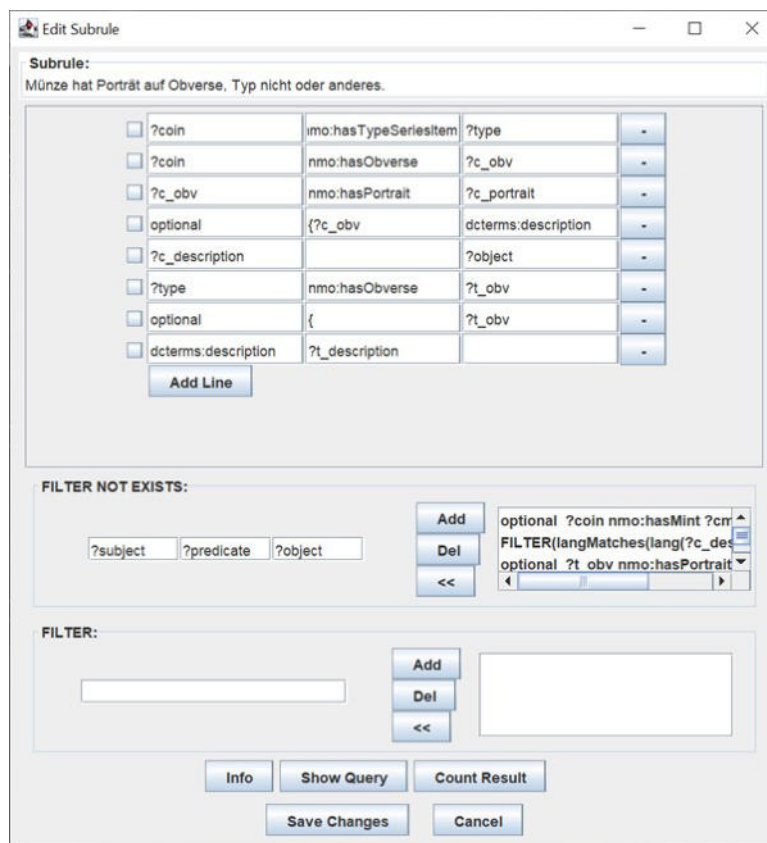 Edit Subrule
Subrule:
Münze hat Porträt auf Obverse, Typ nicht oder anderes.
?coin nmo:hasTypeSeriesItem ?type -
?coin nmo:hasObverse ?c_obv -
?c_obv nmo:hasPortrait ?c_portrait -
optional {?c_obv dcterms:description -
?c_description ?object -
?type nmo:hasObverse ?t_obv -
optional { ?t_obv -
dcterms:description ?t_description -
Add Line
FILTER NOT EXISTS:
?subject ?predicate ?object
Add
Del
<<
optional ?coin nmo:hasMint ?cm
FILTER(langMatches(lang(?c_des
optional ?t_obv nmo:hasPortrait
FILTER:
Add
Del
<<
Info Show Query Count Result
Save Changes Cancel